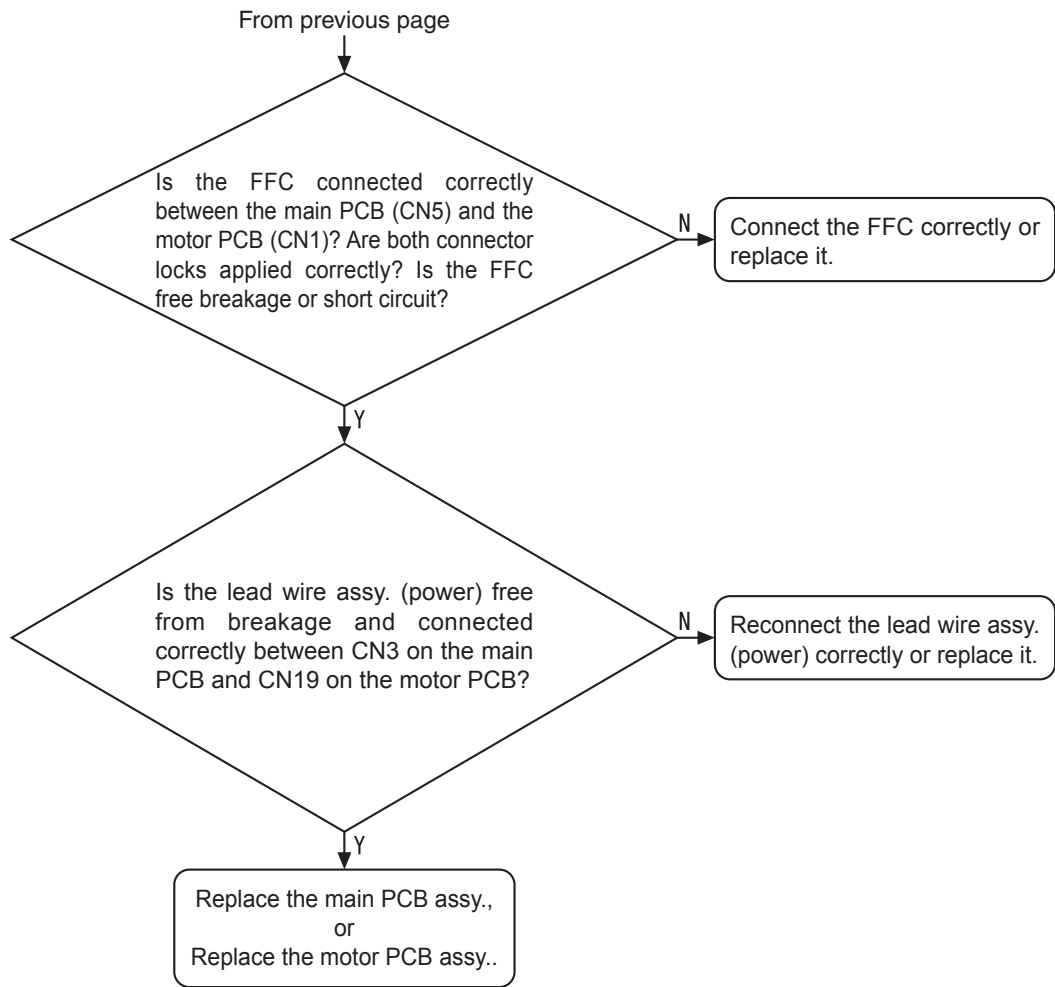 From previous page
Is the FFC connected correctly
between the main PCB (CN5) and the
motor PCB (CN1)? Are both connector
locks applied correctly? Is the FFC
free breakage or short circuit?
N
Connect the FFC correctly or
replace it.
Y
Is the lead wire assy. (power) free
from breakage and connected
correctly between CN3 on the main
PCB and CN19 on the motor PCB?
N
Reconnect the lead wire assy.
(power) correctly or replace it.
Y
Replace the main PCB assy.,
or
Replace the motor PCB assy..